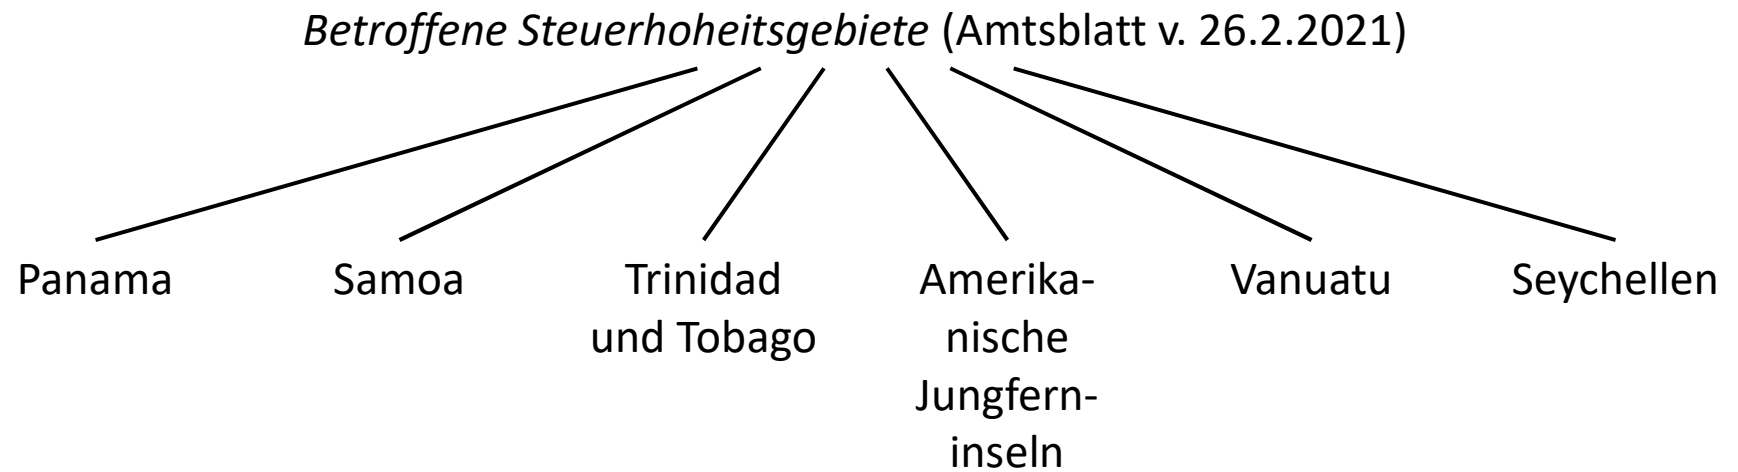 Betroffene Steuerhoheitsgebiete (Amtsblatt v. 26.2.2021)
Panama
Samoa
Trinidad
und Tobago
Amerika-
nische
Jungfern-
inseln
Vanuatu
Seychellen